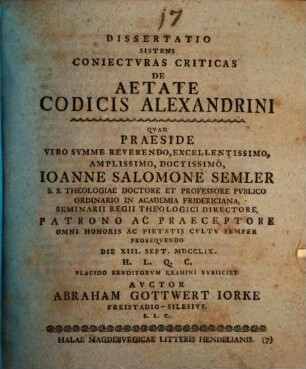 17
DISSERTATIO
SISTENS
CONIECTVRAS CRITICAS
DE
AETATE
CODICIS ALEXANDRINI
QVAM
PRAESIDE
VIRO SVMME REVERENDO, EXCELLENTISSIMO,
AMPLISSIMO, DOCTISSIMO,
IOANNE SALOMONE SEMLER
S. S. THEOLOGIAE DOCTORE ET PROFESSORE PVBLICO
ORDINARIO IN ACADEMIA FRIDERICIANA,
SEMINARII REGII THEOLOGICI DIRECTORE,
PATRONO AC PRAECEPTORE
OMNI HONORIS AC PIETATIS CVLTV SEMPER
PROSEQVENDO
DIE XIII. SEPT. MDCCLIX.
H. L. Q. C.
PLACIDO ERVDITORVM EXAMINI SVBIICIET
AVCTOR
ABRAHAM GOTTWERT IORKE
FREISTADIO-SILESIVS.
S. L. C.
HALAE MAGDEBVRGICAE LITTERIS HENDELIANIS. (7)